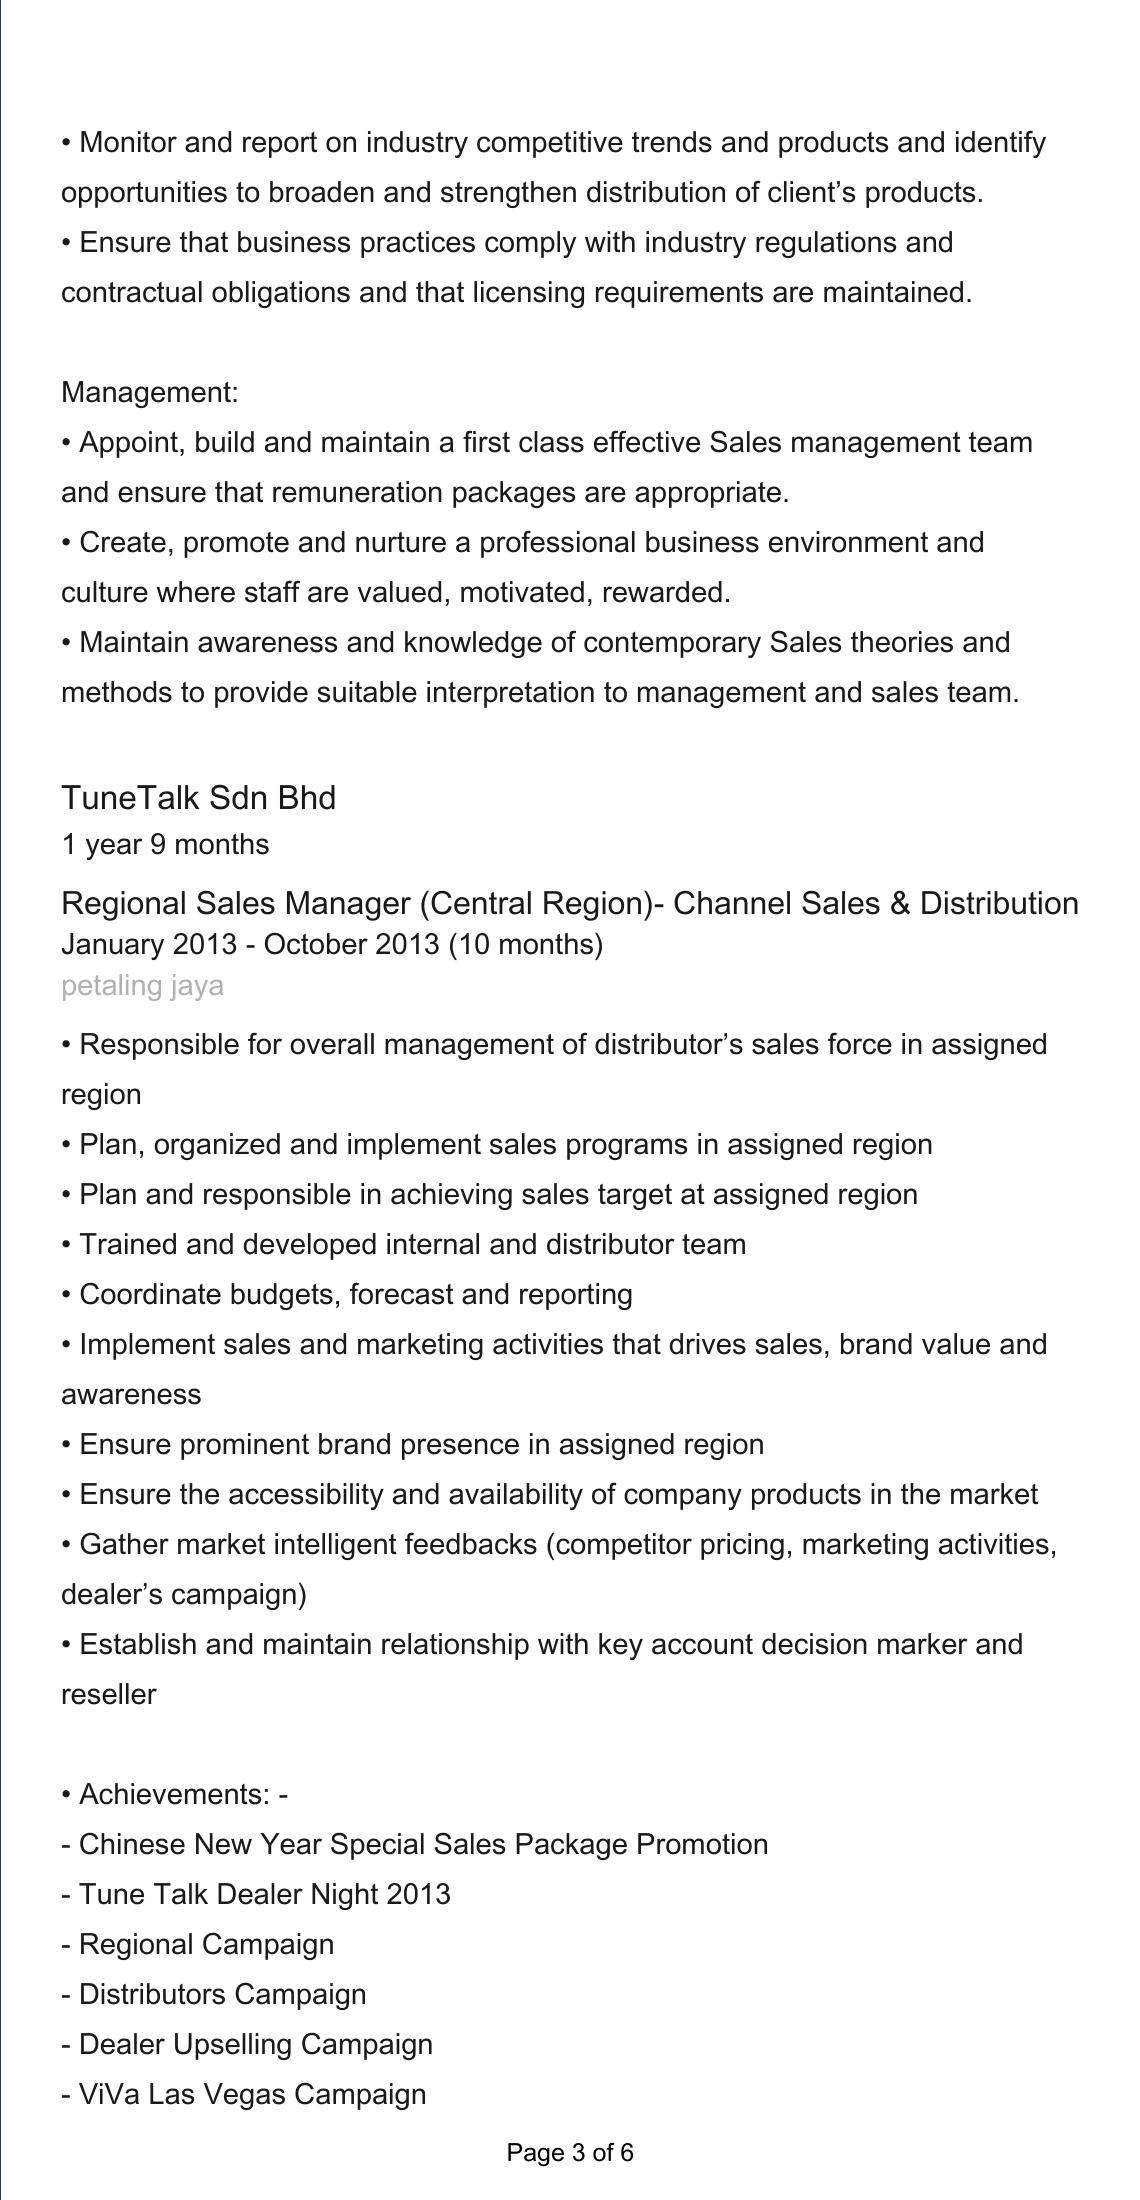 • Monitor and report on industry competitive trends and products and identify
opportunities to broaden and strengthen distribution of client’s products.
• Ensure that business practices comply with industry regulations and
contractual obligations and that licensing requirements are maintained.
Management:
• Appoint, build and maintain a first class effective Sales management team
and ensure that remuneration packages are appropriate.
• Create, promote and nurture a professional business environment and
culture where staff are valued, motivated, rewarded.
• Maintain awareness and knowledge of contemporary Sales theories and
methods to provide suitable interpretation to management and sales team.
TuneTalk Sdn Bhd
1 year 9 months
Regional Sales Manager (Central Region)- Channel Sales & Distribution
January 2013 - October 2013 (10 months)
petaling jaya
• Responsible for overall management of distributor’s sales force in assigned
region
• Plan, organized and implement sales programs in assigned region
• Plan and responsible in achieving sales target at assigned region
• Trained and developed internal and distributor team
• Coordinate budgets, forecast and reporting
• Implement sales and marketing activities that drives sales, brand value and
awareness
• Ensure prominent brand presence in assigned region
• Ensure the accessibility and availability of company products in the market
• Gather market intelligent feedbacks (competitor pricing, marketing activities,
dealer’s campaign)
• Establish and maintain relationship with key account decision marker and
reseller
• Achievements: -
- Chinese New Year Special Sales Package Promotion
- Tune Talk Dealer Night 2013
- Regional Campaign
- Distributors Campaign
- Dealer Upselling Campaign
- ViVa Las Vegas Campaign
Page 3 of 6